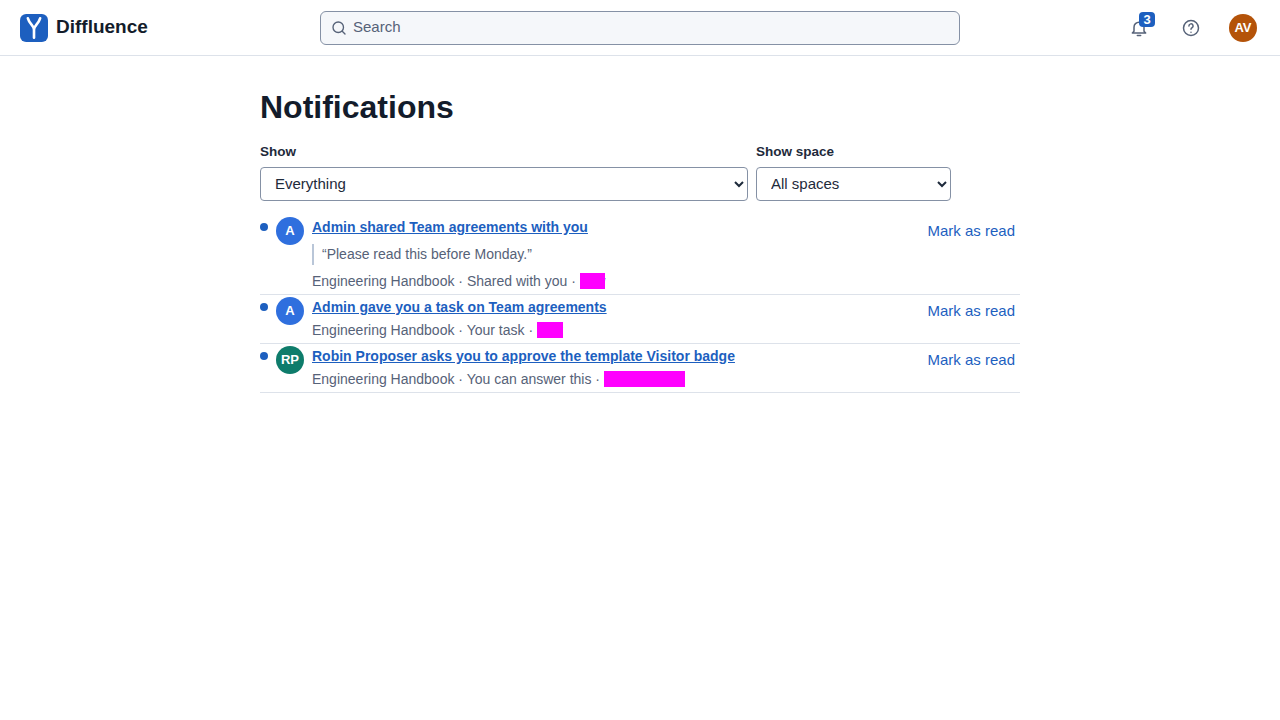 Diffluence
Search
3
AV
Notifications
Show
Show space
Everything
All spaces
A
Admin shared Team agreements with you
Mark as read
“Please read this before Monday.”
Engineering Handbook · Shared with you ·
A
Admin gave you a task on Team agreements
Mark as read
Engineering Handbook · Your task ·
RP
Robin Proposer asks you to approve the template Visitor badge
Mark as read
Engineering Handbook · You can answer this ·